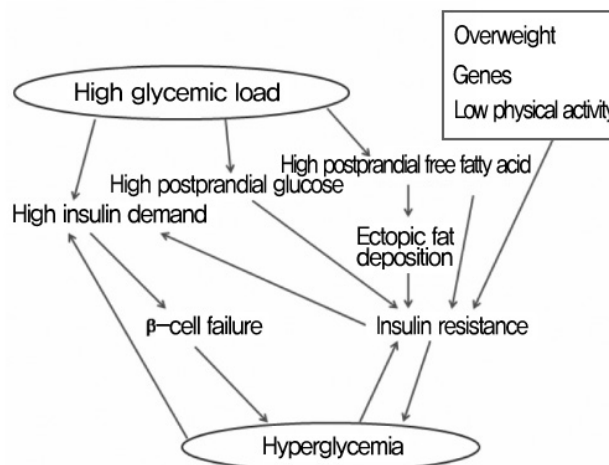 Overweight
Genes
Low physical activity
High glycemic load
High postprandial free fatty acid
High postprandial glucose
High insulin demand
Ectopic fat
deposition
β-cell failure
Insulin resistance
Hyperglycemia